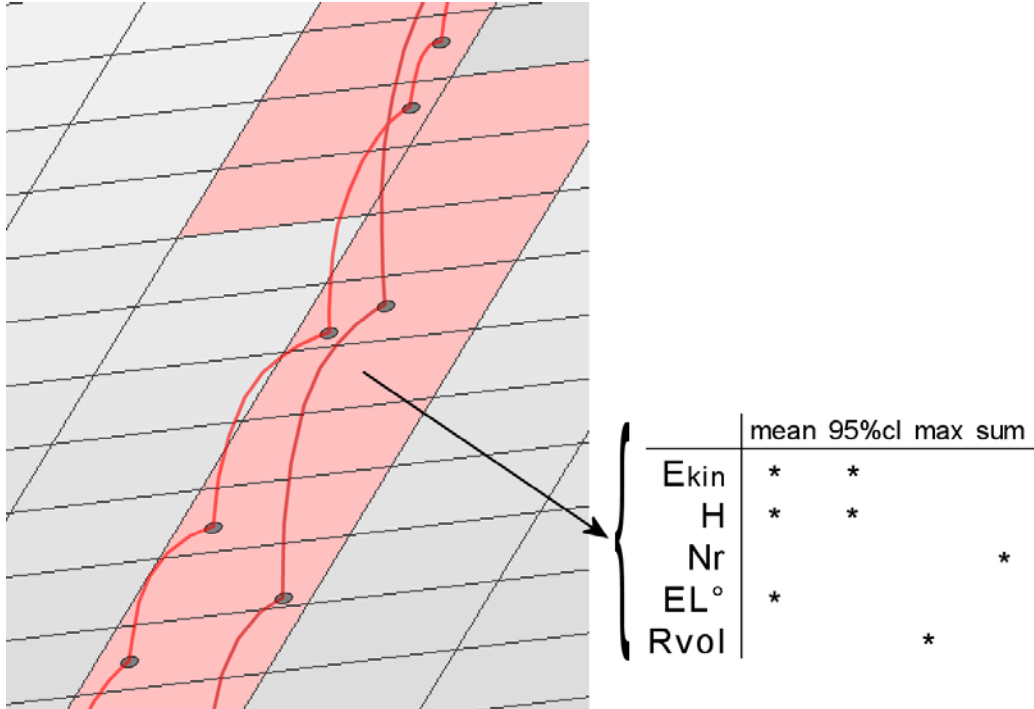 mean 95%cl max sum
Ekin * *
H * *
Nr *
EL° *
Rvol *